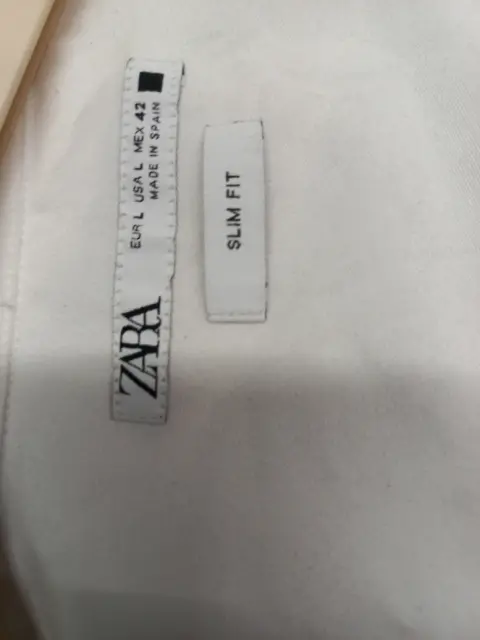 ZARA
EUR L USA L MEX 42
MADE IN SPAIN
SLIM FIT